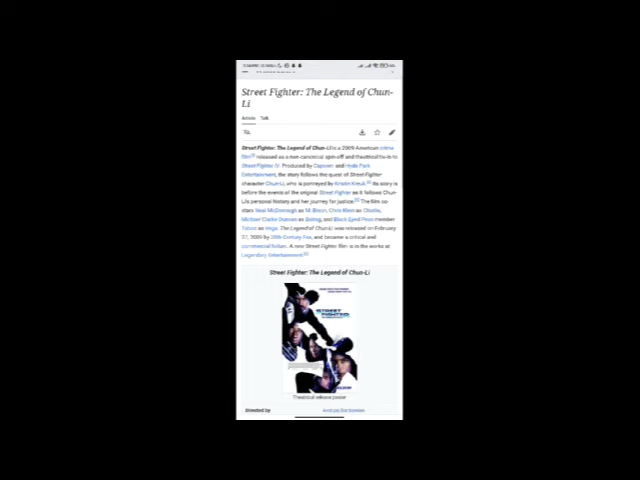 Street Fighter: The Legend of Chun-
Li
Article Talk
Street Fighter: The Legend of Chun-Li is a 2009 American crime
film released as a non-canonical spin-off and theatrical tie-in to
Street Fighter IV. Produced by Capcom and Hyde Park
Entertainment, the story follows the quest of Street Fighter
character Chun-Li, who is portrayed by Kristin Kreuk. Its story is
before the events of the original Street Fighter as it follows Chun-
Li's personal history and her journey for justice. The film co-
stars Neal McDonough as M. Bison, Chris Klein as Charlie,
Michael Clarke Duncan as Balrog, and Black Eyed Peas member
Taboo as Vega. The Legend of Chun-Li was released on February
27, 2009 by 20th Century Fox, and became a critical and
commercial failure. A new Street Fighter film is in the works at
Legendary Entertainment.
Street Fighter: The Legend of Chun-Li
STREET
FIGHTER
Theatrical release poster
Directed by Andrzej Bartkowiak